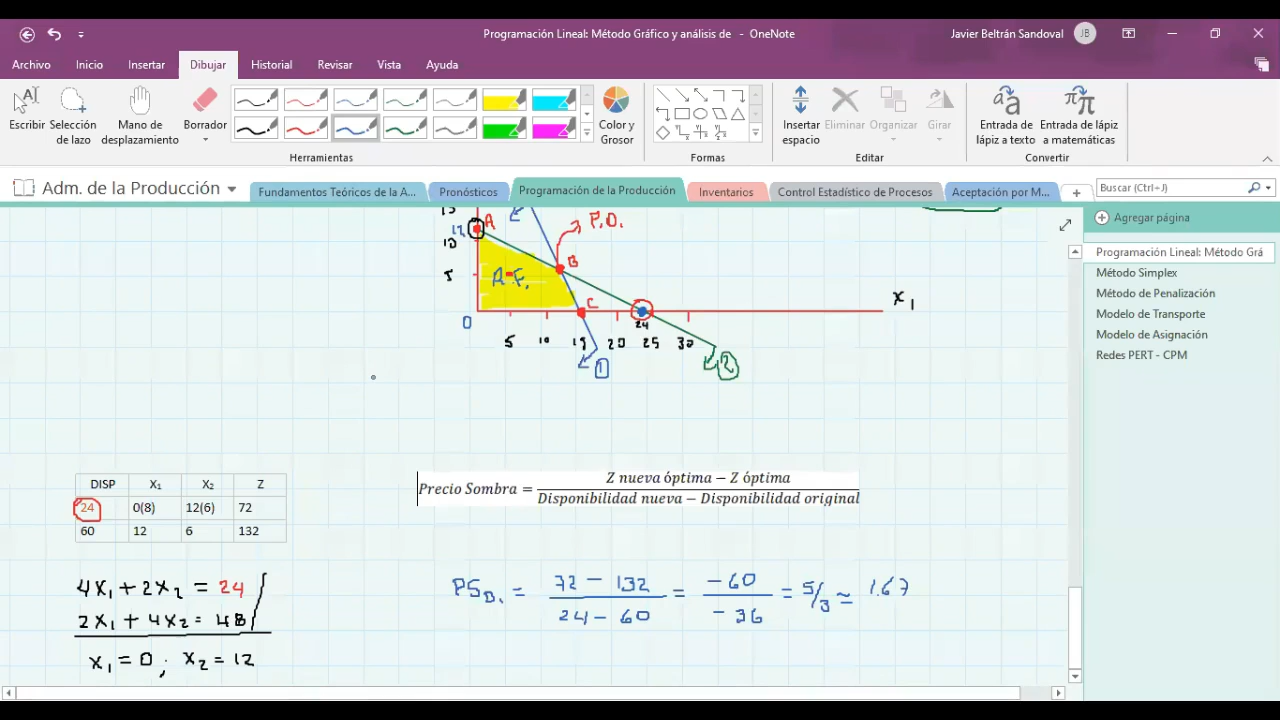 Programación Lineal: Método Gráfico y análisis de - OneNote
Javier Beltrán Sandoval JB
Archivo Inicio Insertar Dibujar Historial Revisar Vista Ayuda
Escribir Selección de lazo Mano de desplazamiento Borrador Color y Grosor Insertar espacio Eliminar Organizar Girar Entrada de lápiz a texto Entrada de lápiz a matemáticas
Herramientas Formas Editar Convertir
Adm. de la Producción Fundamentos Teóricos de la A... Pronósticos Programación de la Producción Inventarios Control Estadístico de Procesos Aceptación por M... Buscar (Ctrl+J)
Agregar página
Programación Lineal: Método Grá
Método Simplex
Método de Penalización
Modelo de Transporte
Modelo de Asignación
Redes PERT - CPM
15
A
12
P.O.
10
B
5
A.F.
C
x₁
0
24
5 10 15 20 25 30
1
2
DISP X₁ X₂ Z
24 0(8) 12(6) 72
60 12 6 132
Precio Sombra = Z nueva óptima − Z óptima / Disponibilidad nueva − Disponibilidad original
4x₁ + 2x₂ = 24
2x₁ + 4x₂ = 48
x₁ = 0 ; x₂ = 12
72 − 132 / 24 − 60 = −60 / −36 = 5/3 ≃ 1.67